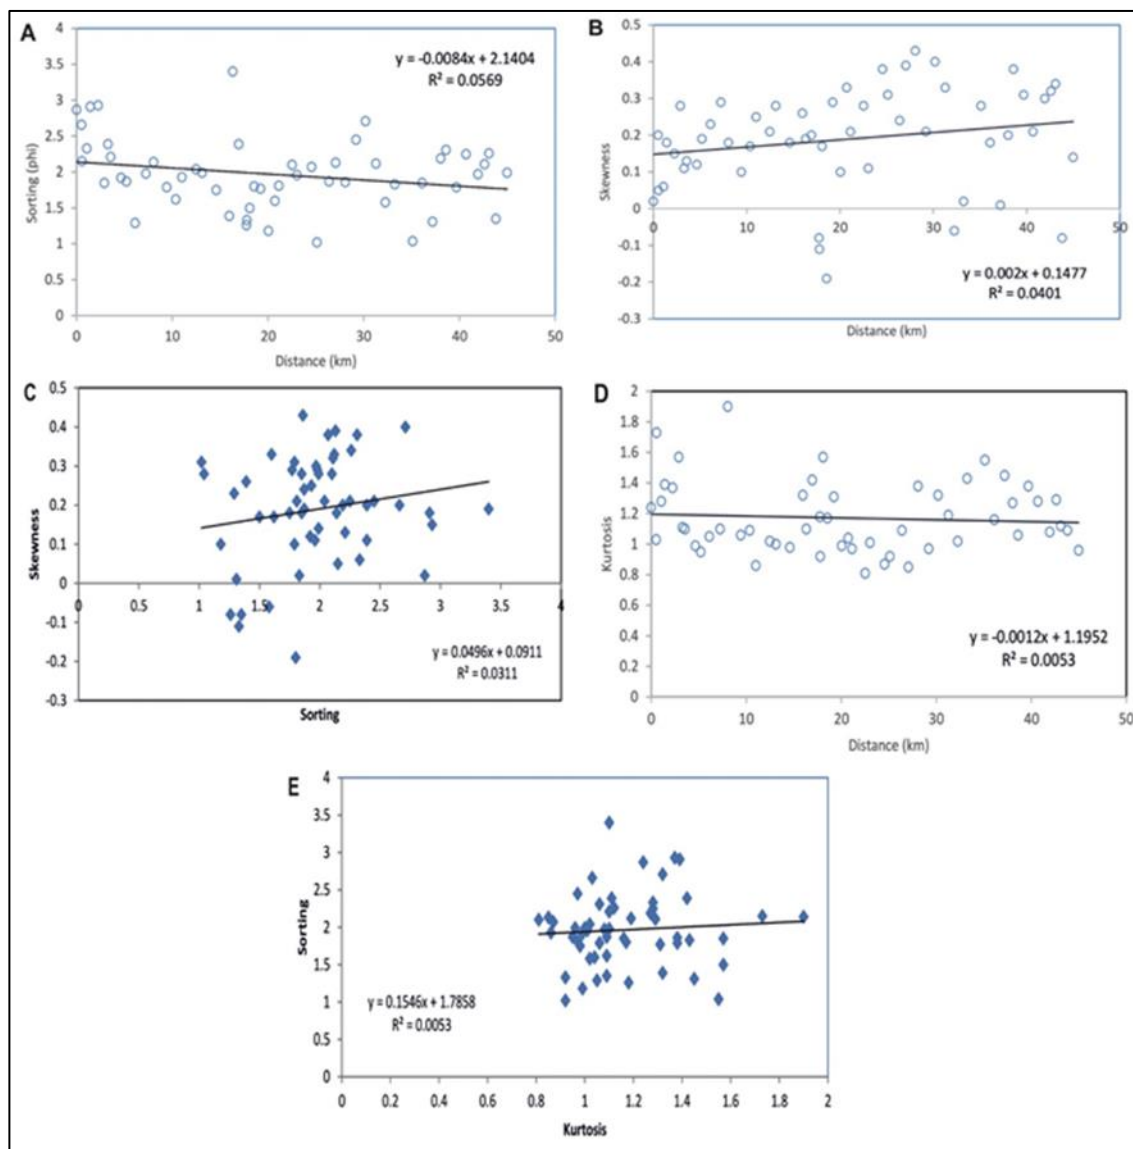 A
4
3.5
3
2.5
2
1.5
1
0.5
0
Sorting (phi)
y = -0.0084x + 2.1404
R² = 0.0569
0 10 20 30 40 50
Distance (km)
B
0.5
0.4
0.3
0.2
0.1
0
-0.1
-0.2
-0.3
Skewness
0 10 20 30 40 50
y = 0.002x + 0.1477
R² = 0.0401
Distance (km)
C
0.5
0.4
0.3
0.2
0.1
0
-0.1
-0.2
-0.3
Skewness
0 0.5 1 1.5 2 2.5 3 3.5 4
y = 0.0496x + 0.0911
R² = 0.0311
Sorting
D
2
1.8
1.6
1.4
1.2
1
0.8
0.6
0.4
0.2
0
Kurtosis
y = -0.0012x + 1.1952
R² = 0.0053
0 10 20 30 40 50
Distance (km)
E
4
3.5
3
2.5
2
1.5
1
0.5
0
Sorting
y = 0.1546x + 1.7858
R² = 0.0053
0 0.2 0.4 0.6 0.8 1 1.2 1.4 1.6 1.8 2
Kurtosis